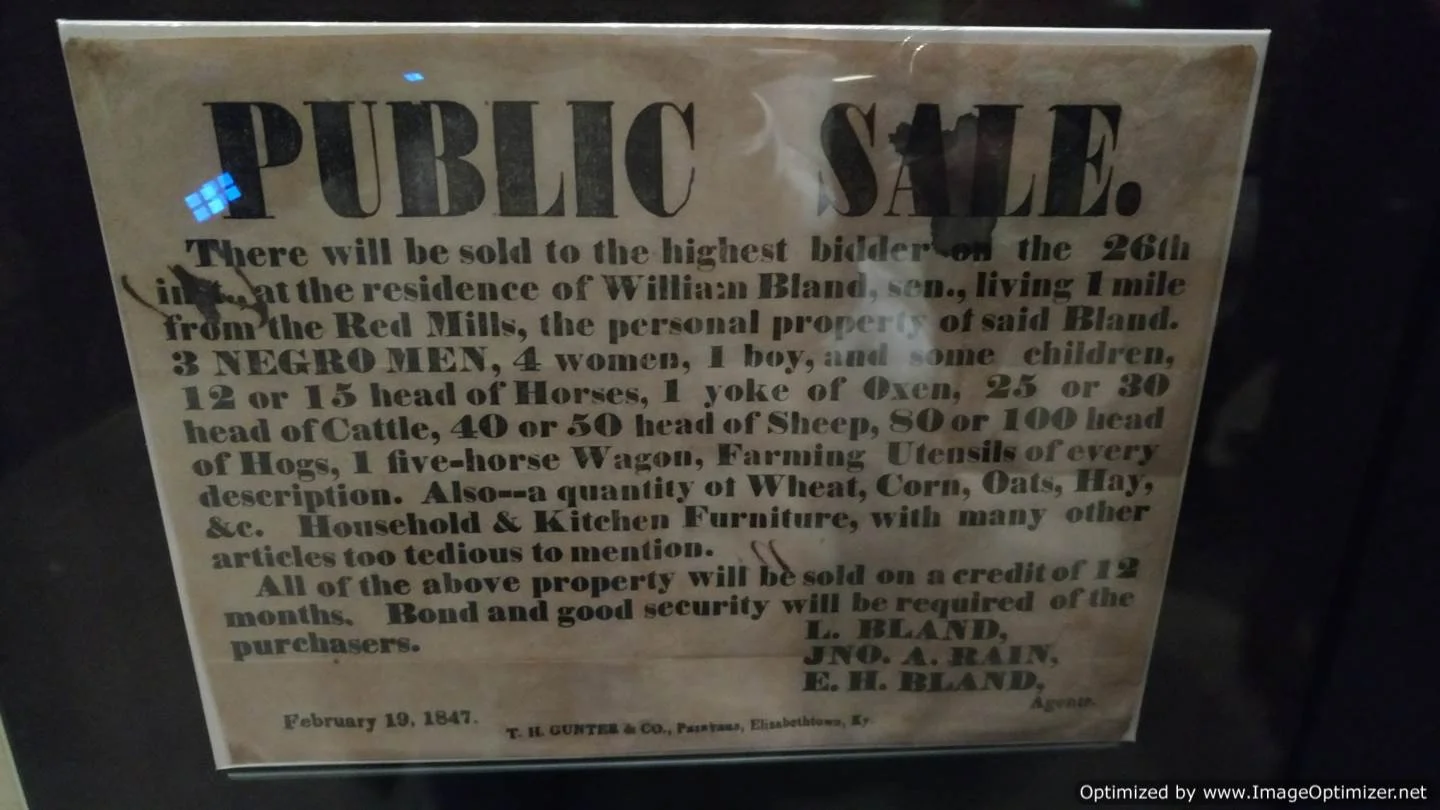 PUBLIC SALE.
There will be sold to the highest bidder on the 26th
inst., at the residence of William Bland, sen., living 1 mile
from the Red Mills, the personal property of said Bland.
3 NEGRO MEN, 4 women, 1 boy, and some children,
12 or 15 head of Horses, 1 yoke of Oxen, 25 or 30
head of Cattle, 40 or 50 head of Sheep, 80 or 100 head
of Hogs, 1 five-horse Wagon, Farming Utensils of every
description. Also--a quantity of Wheat, Corn, Oats, Hay,
&c. Household & Kitchen Furniture, with many other
articles too tedious to mention.
All of the above property will be sold on a credit of 12
months. Bond and good security will be required of the
purchasers.
L. BLAND,
JNO. A. RAIN,
E. H. BLAND,
Agents.
February 19, 1847.
T. H. GUNTER & CO., Printers, Elizabethtown, Ky.
Optimized by www.ImageOptimizer.net